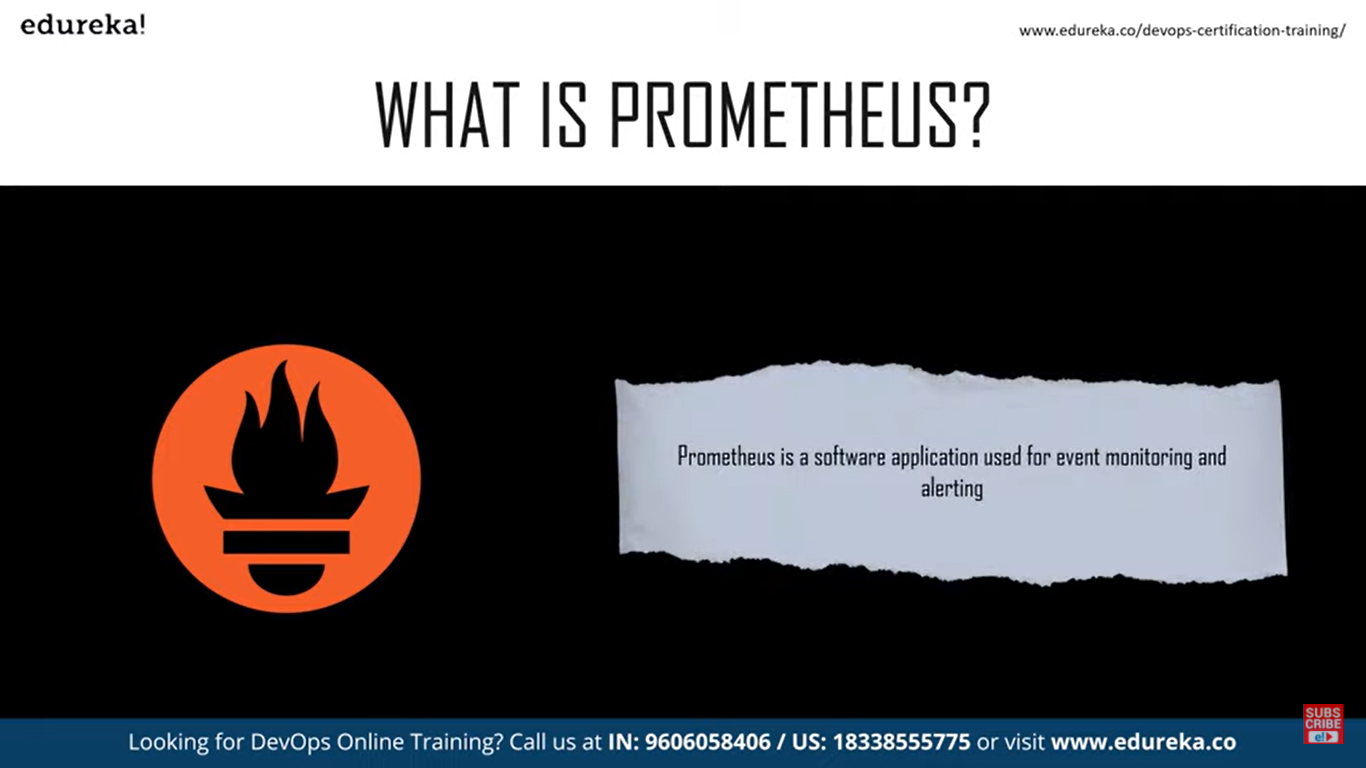 edureka!
www.edureka.co/devops-certification-training/
WHAT IS PROMETHEUS?
Prometheus is a software application used for event monitoring and
alerting
SUBS
CRIBE
e!
Looking for DevOps Online Training? Call us at IN: 9606058406 / US: 18338555775 or visit www.edureka.co